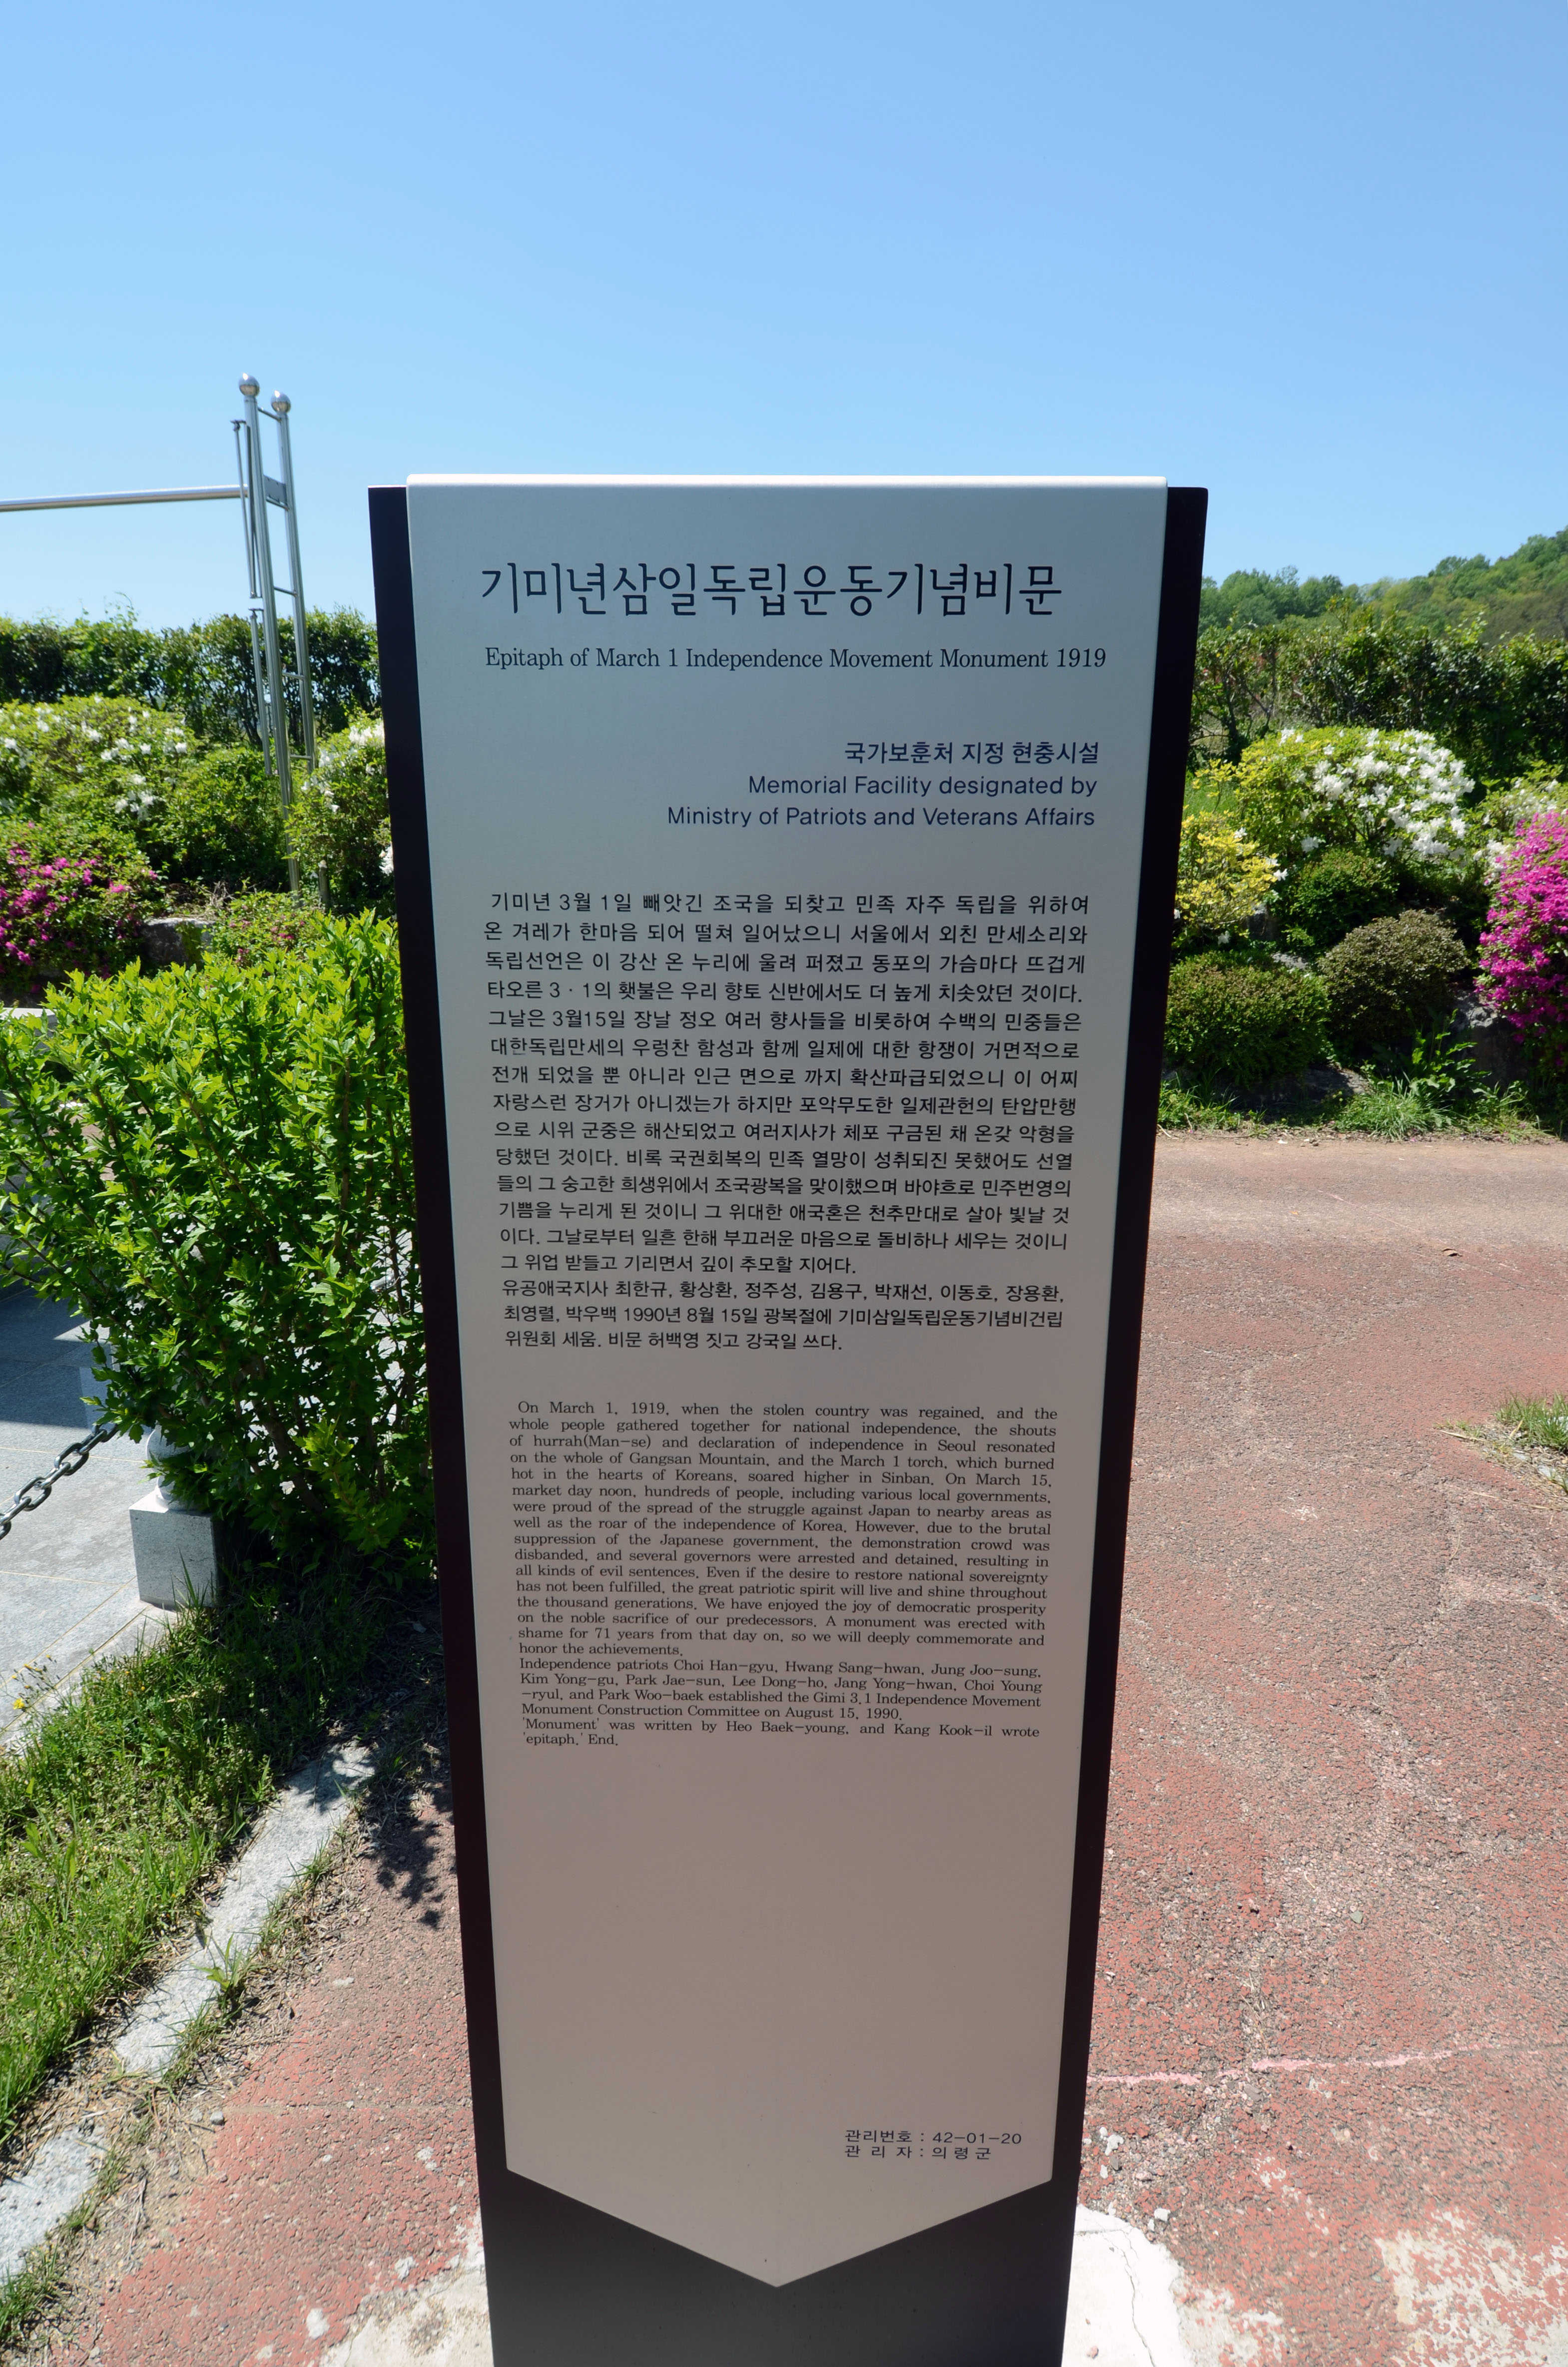 기미년삼일독립운동기념비문
Epitaph of March 1 Independence Movement Monument 1919
국가보훈처 지정 현충시설
Memorial Facility designated by
Ministry of Patriots and Veterans Affairs
기미년 3월 1일 빼앗긴 조국을 되찾고 민족 자주 독립을 위하여
온 겨레가 한마음 되어 떨쳐 일어났으니 서울에서 외친 만세소리와
독립선언은 이 강산 온 누리에 울려 퍼졌고 동포의 가슴마다 뜨겁게
타오른 3ㆍ1의 횃불은 우리 향토 신반에서도 더 높게 치솟았던 것이다.
그날은 3월15일 장날 정오 여러 향사들을 비롯하여 수백의 민중들은
대한독립만세의 우렁찬 함성과 함께 일제에 대한 항쟁이 거면적으로
전개 되었을 뿐 아니라 인근 면으로 까지 확산파급되었으니 이 어찌
자랑스런 장거가 아니겠는가 하지만 포악무도한 일제관헌의 탄압만행
으로 시위 군중은 해산되었고 여러지사가 체포 구금된 채 온갖 악형을
당했던 것이다. 비록 국권회복의 민족 열망이 성취되진 못했어도 선열
들의 그 숭고한 희생위에서 조국광복을 맞이했으며 바야흐로 민주번영의
기쁨을 누리게 된 것이니 그 위대한 애국혼은 천추만대로 살아 빛날 것
이다. 그날로부터 일흔 한해 부끄러운 마음으로 돌비하나 세우는 것이니
그 위업 받들고 기리면서 깊이 추모할 지어다.
유공애국지사 최한규, 황상환, 정주성, 김용구, 박재선, 이동호, 장용환,
최영렬, 박우백 1990년 8월 15일 광복절에 기미삼일독립운동기념비건립
위원회 세움. 비문 허백영 짓고 강국일 쓰다.
On March 1, 1919, when the stolen country was regained, and the
whole people gathered together for national independence, the shouts
of hurrah(Man-se) and declaration of independence in Seoul resonated
on the whole of Gangsan Mountain, and the March 1 torch, which burned
hot in the hearts of Koreans, soared higher in Sinban. On March 15,
market day noon, hundreds of people, including various local governments,
were proud of the spread of the struggle against Japan to nearby areas as
well as the roar of the independence of Korea. However, due to the brutal
suppression of the Japanese government, the demonstration crowd was
disbanded, and several governors were arrested and detained, resulting in
all kinds of evil sentences. Even if the desire to restore national sovereignty
has not been fulfilled, the great patriotic spirit will live and shine throughout
the thousand generations. We have enjoyed the joy of democratic prosperity
on the noble sacrifice of our predecessors. A monument was erected with
shame for 71 years from that day on, so we will deeply commemorate and
honor the achievements.
Independence patriots Choi Han-gyu, Hwang Sang-hwan, Jung Joo-sung,
Kim Yong-gu, Park Jae-sun, Lee Dong-ho, Jang Yong-hwan, Choi Young
-ryul, and Park Woo-baek established the Gimi 3.1 Independence Movement
Monument Construction Committee on August 15, 1990.
'Monument' was written by Heo Baek-young, and Kang Kook-il wrote
'epitaph.' End.
관리번호 : 42-01-20
관 리 자 : 의령군